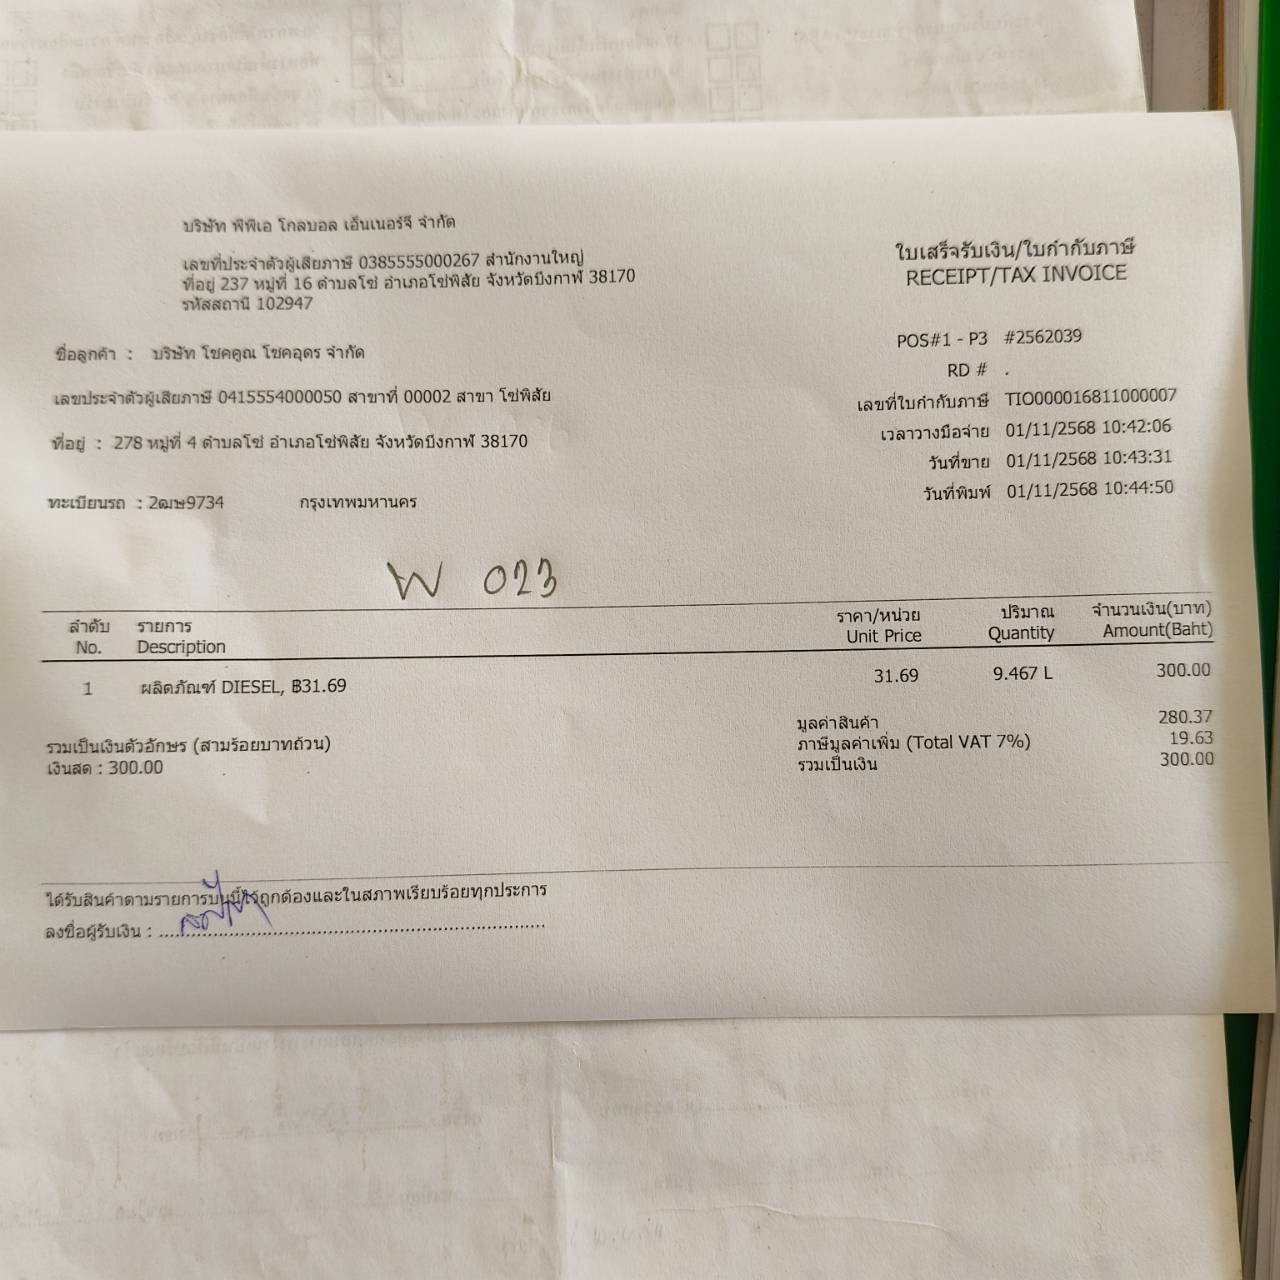 บริษัท พีพีเอ โกลบอล เอ็นเนอร์จี จำกัด
เลขที่ประจำตัวผู้เสียภาษี 0385555000267 สำนักงานใหญ่
ที่อยู่ 237 หมู่ที่ 16 ตำบลโซ่ อำเภอโซ่พิสัย จังหวัดบึงกาฬ 38170
รหัสสถานี 102947
ใบเสร็จรับเงิน/ใบกำกับภาษี
RECEIPT/TAX INVOICE
ชื่อลูกค้า : บริษัท โชคคูณ โชคอุดร จำกัด
เลขประจำตัวผู้เสียภาษี 0415554000050 สาขาที่ 00002 สาขา โซ่พิสัย
ที่อยู่ : 278 หมู่ที่ 4 ตำบลโซ่ อำเภอโซ่พิสัย จังหวัดบึงกาฬ 38170
ทะเบียนรถ : 2ฒษ9734 กรุงเทพมหานคร
POS#1 - P3 #2562039
RD # .
เลขที่ใบกำกับภาษี TIO000016811000007
เวลาวางมือจ่าย 01/11/2568 10:42:06
วันที่ขาย 01/11/2568 10:43:31
วันที่พิมพ์ 01/11/2568 10:44:50
W 023
ลำดับ รายการ ราคา/หน่วย ปริมาณ จำนวนเงิน(บาท)
No. Description Unit Price Quantity Amount(Baht)
1 ผลิตภัณฑ์ DIESEL, ฿31.69 31.69 9.467 L 300.00
มูลค่าสินค้า 280.37
รวมเป็นเงินตัวอักษร (สามร้อยบาทถ้วน) ภาษีมูลค่าเพิ่ม (Total VAT 7%) 19.63
เงินสด : 300.00 รวมเป็นเงิน 300.00
ได้รับสินค้าตามรายการบนนี้ไว้ถูกต้องและในสภาพเรียบร้อยทุกประการ
ลงชื่อผู้รับเงิน :